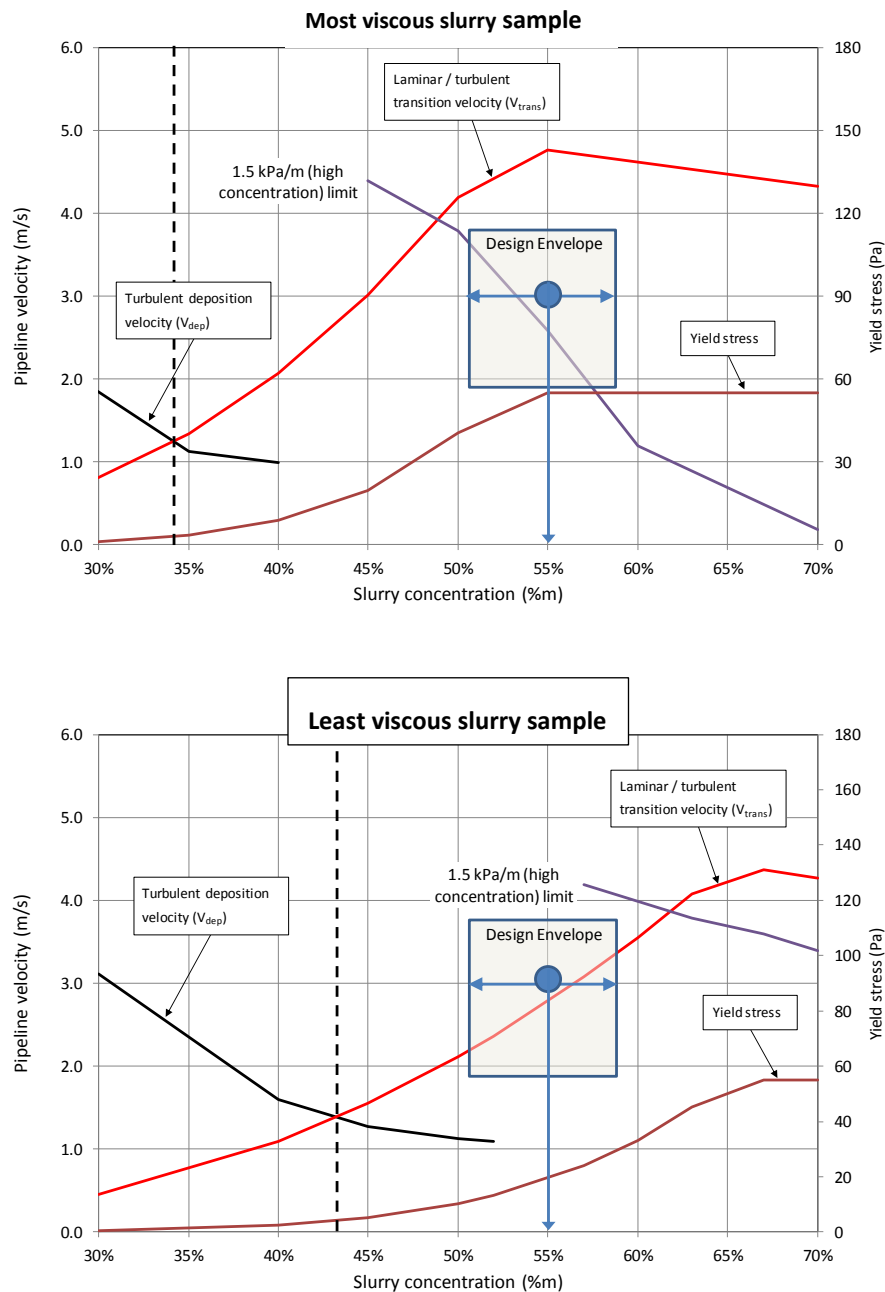 Most viscous slurry sample
6.0
5.0
4.0
3.0
2.0
1.0
0.0
Pipeline velocity (m/s)
180
150
120
90
60
30
0
Yield stress (Pa)
Laminar / turbulent
transition velocity (Vtrans)
1.5 kPa/m (high
concentration) limit
Design Envelope
Turbulent deposition
velocity (Vdep)
Yield stress
30% 35% 40% 45% 50% 55% 60% 65% 70%
Slurry concentration (%m)
Least viscous slurry sample
6.0
5.0
4.0
3.0
2.0
1.0
0.0
Pipeline velocity (m/s)
180
160
140
120
100
80
60
40
20
0
Yield stress (Pa)
Laminar / turbulent
transition velocity (Vtrans)
1.5 kPa/m (high
concentration) limit
Turbulent deposition
velocity (Vdep)
Design Envelope
Yield stress
30% 35% 40% 45% 50% 55% 60% 65% 70%
Slurry concentration (%m)